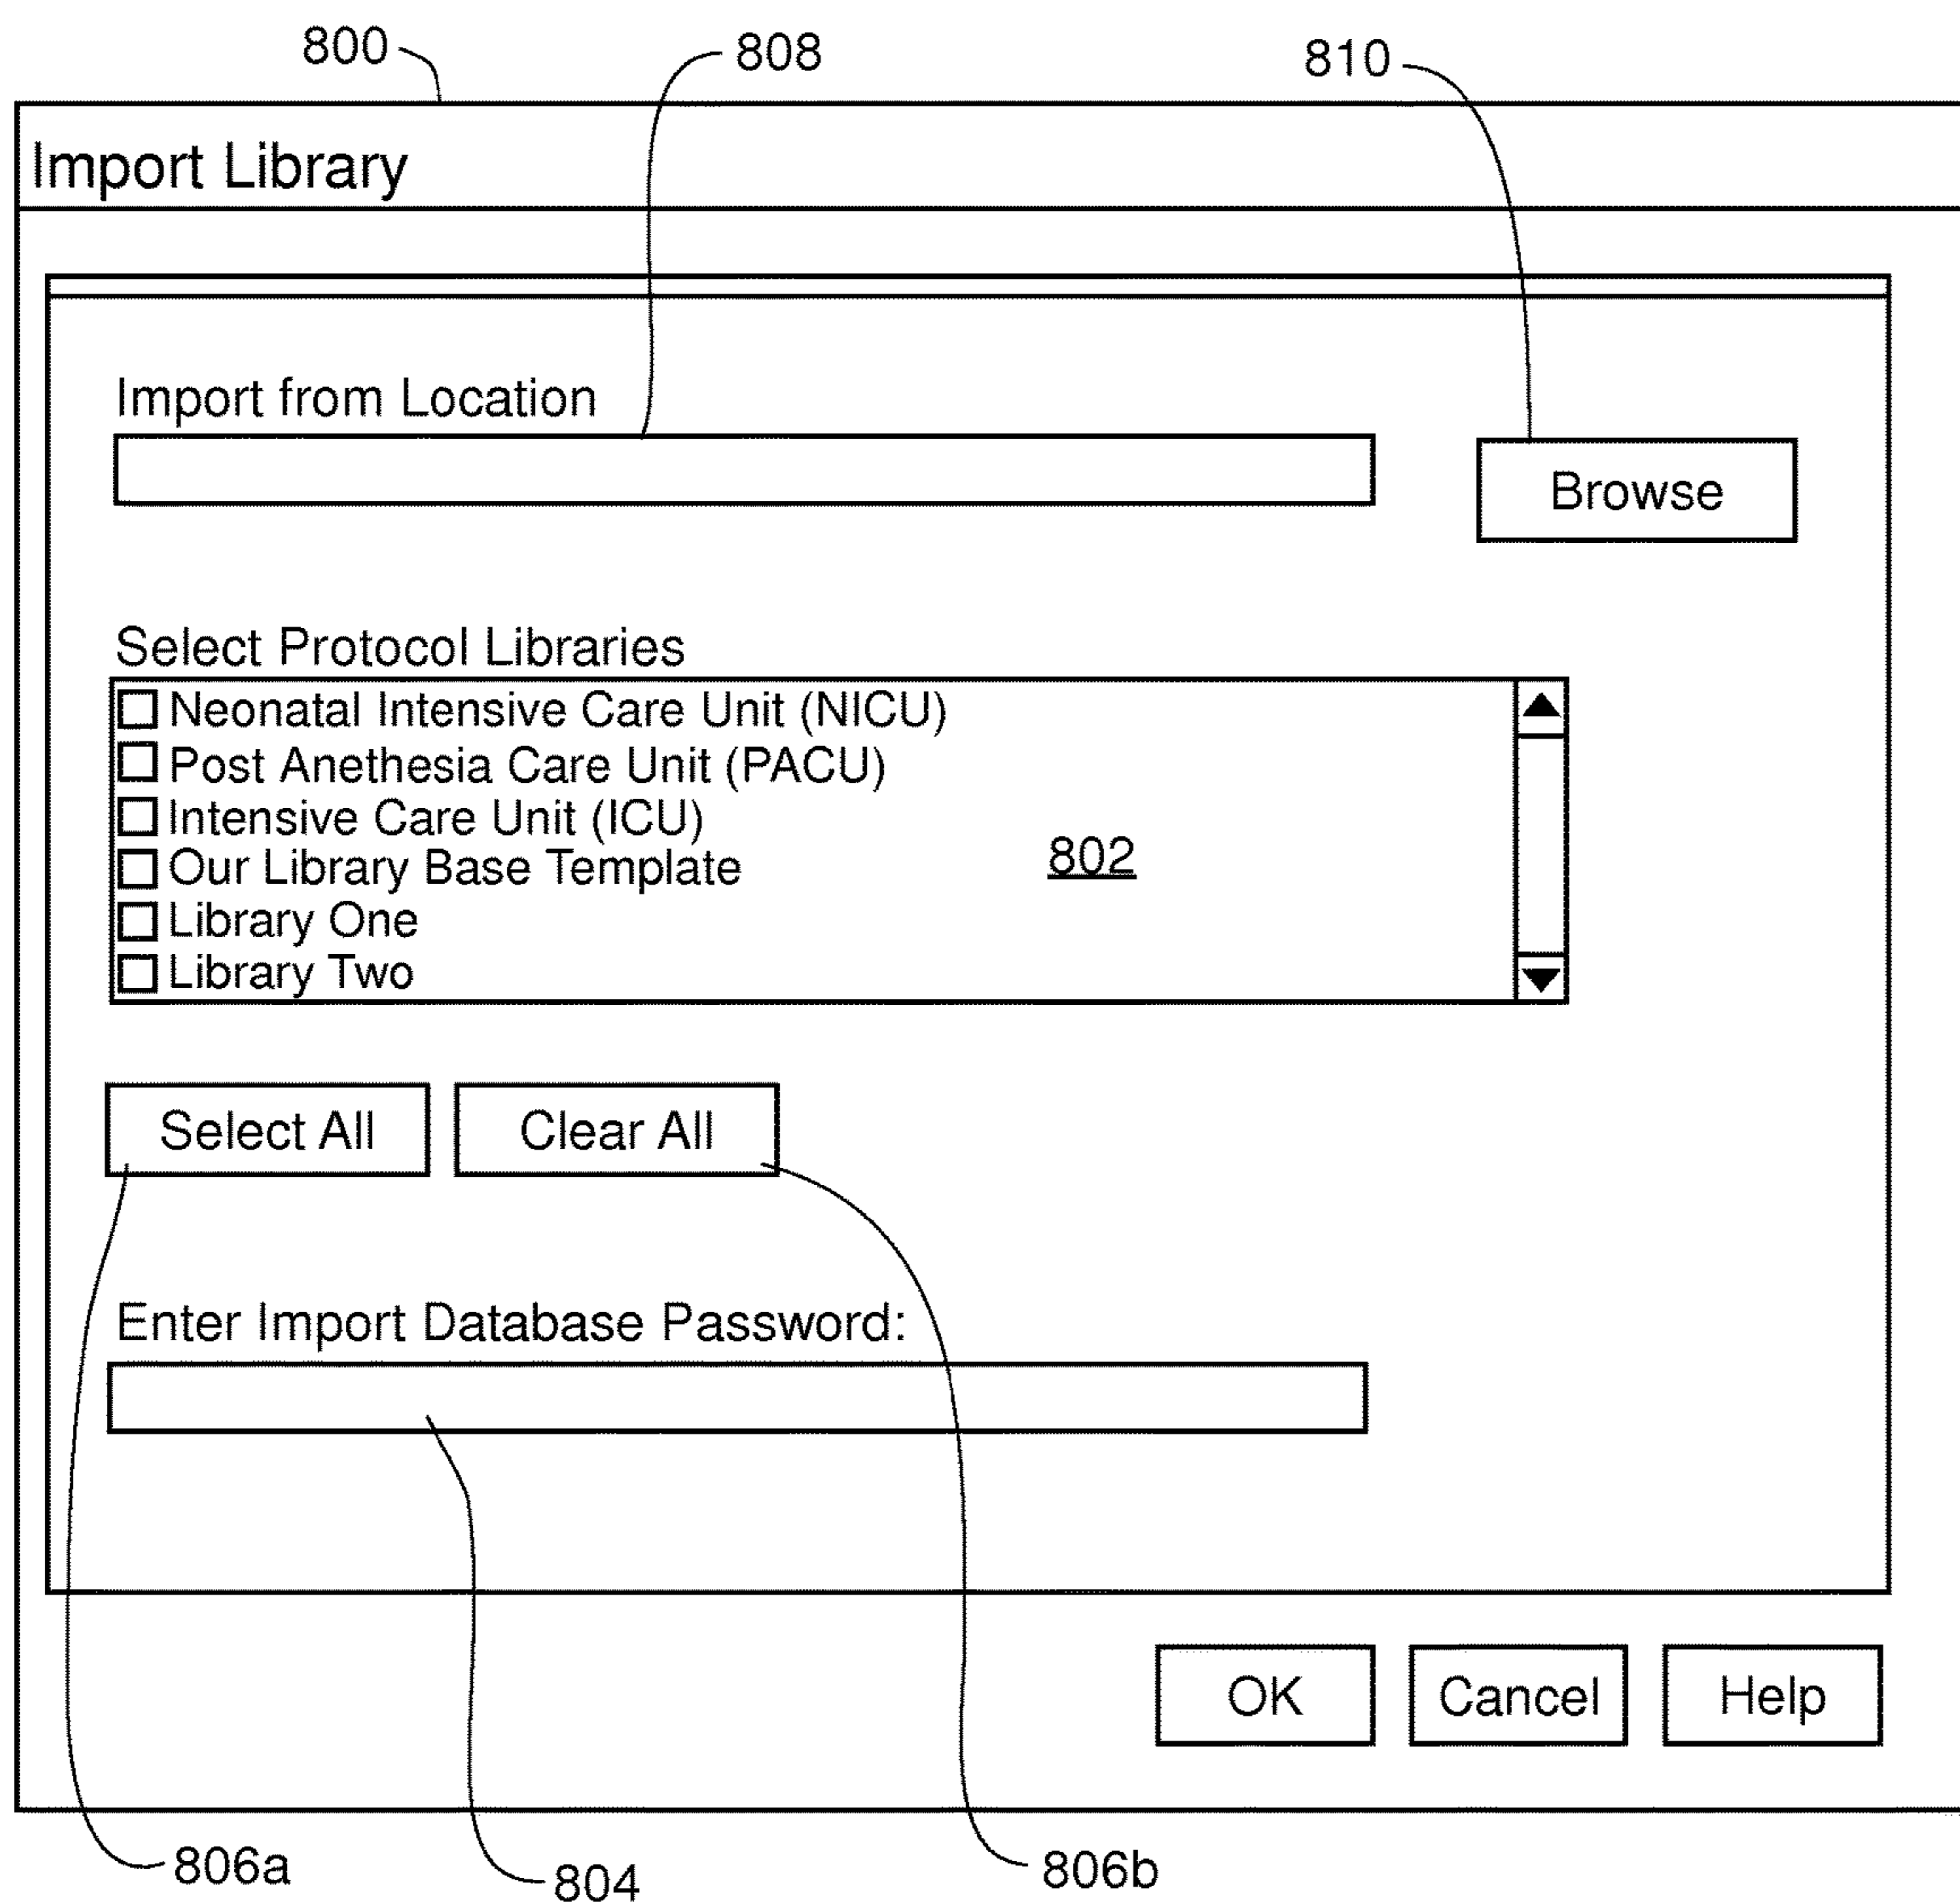 800 808 810
Import Library
Import from Location
Browse
Select Protocol Libraries
Neonatal Intensive Care Unit (NICU)
Post Anethesia Care Unit (PACU)
Intensive Care Unit (ICU)
Our Library Base Template
802
Library One
Library Two
Select All Clear All
Enter Import Database Password:
OK Cancel Help
806a 804 806b